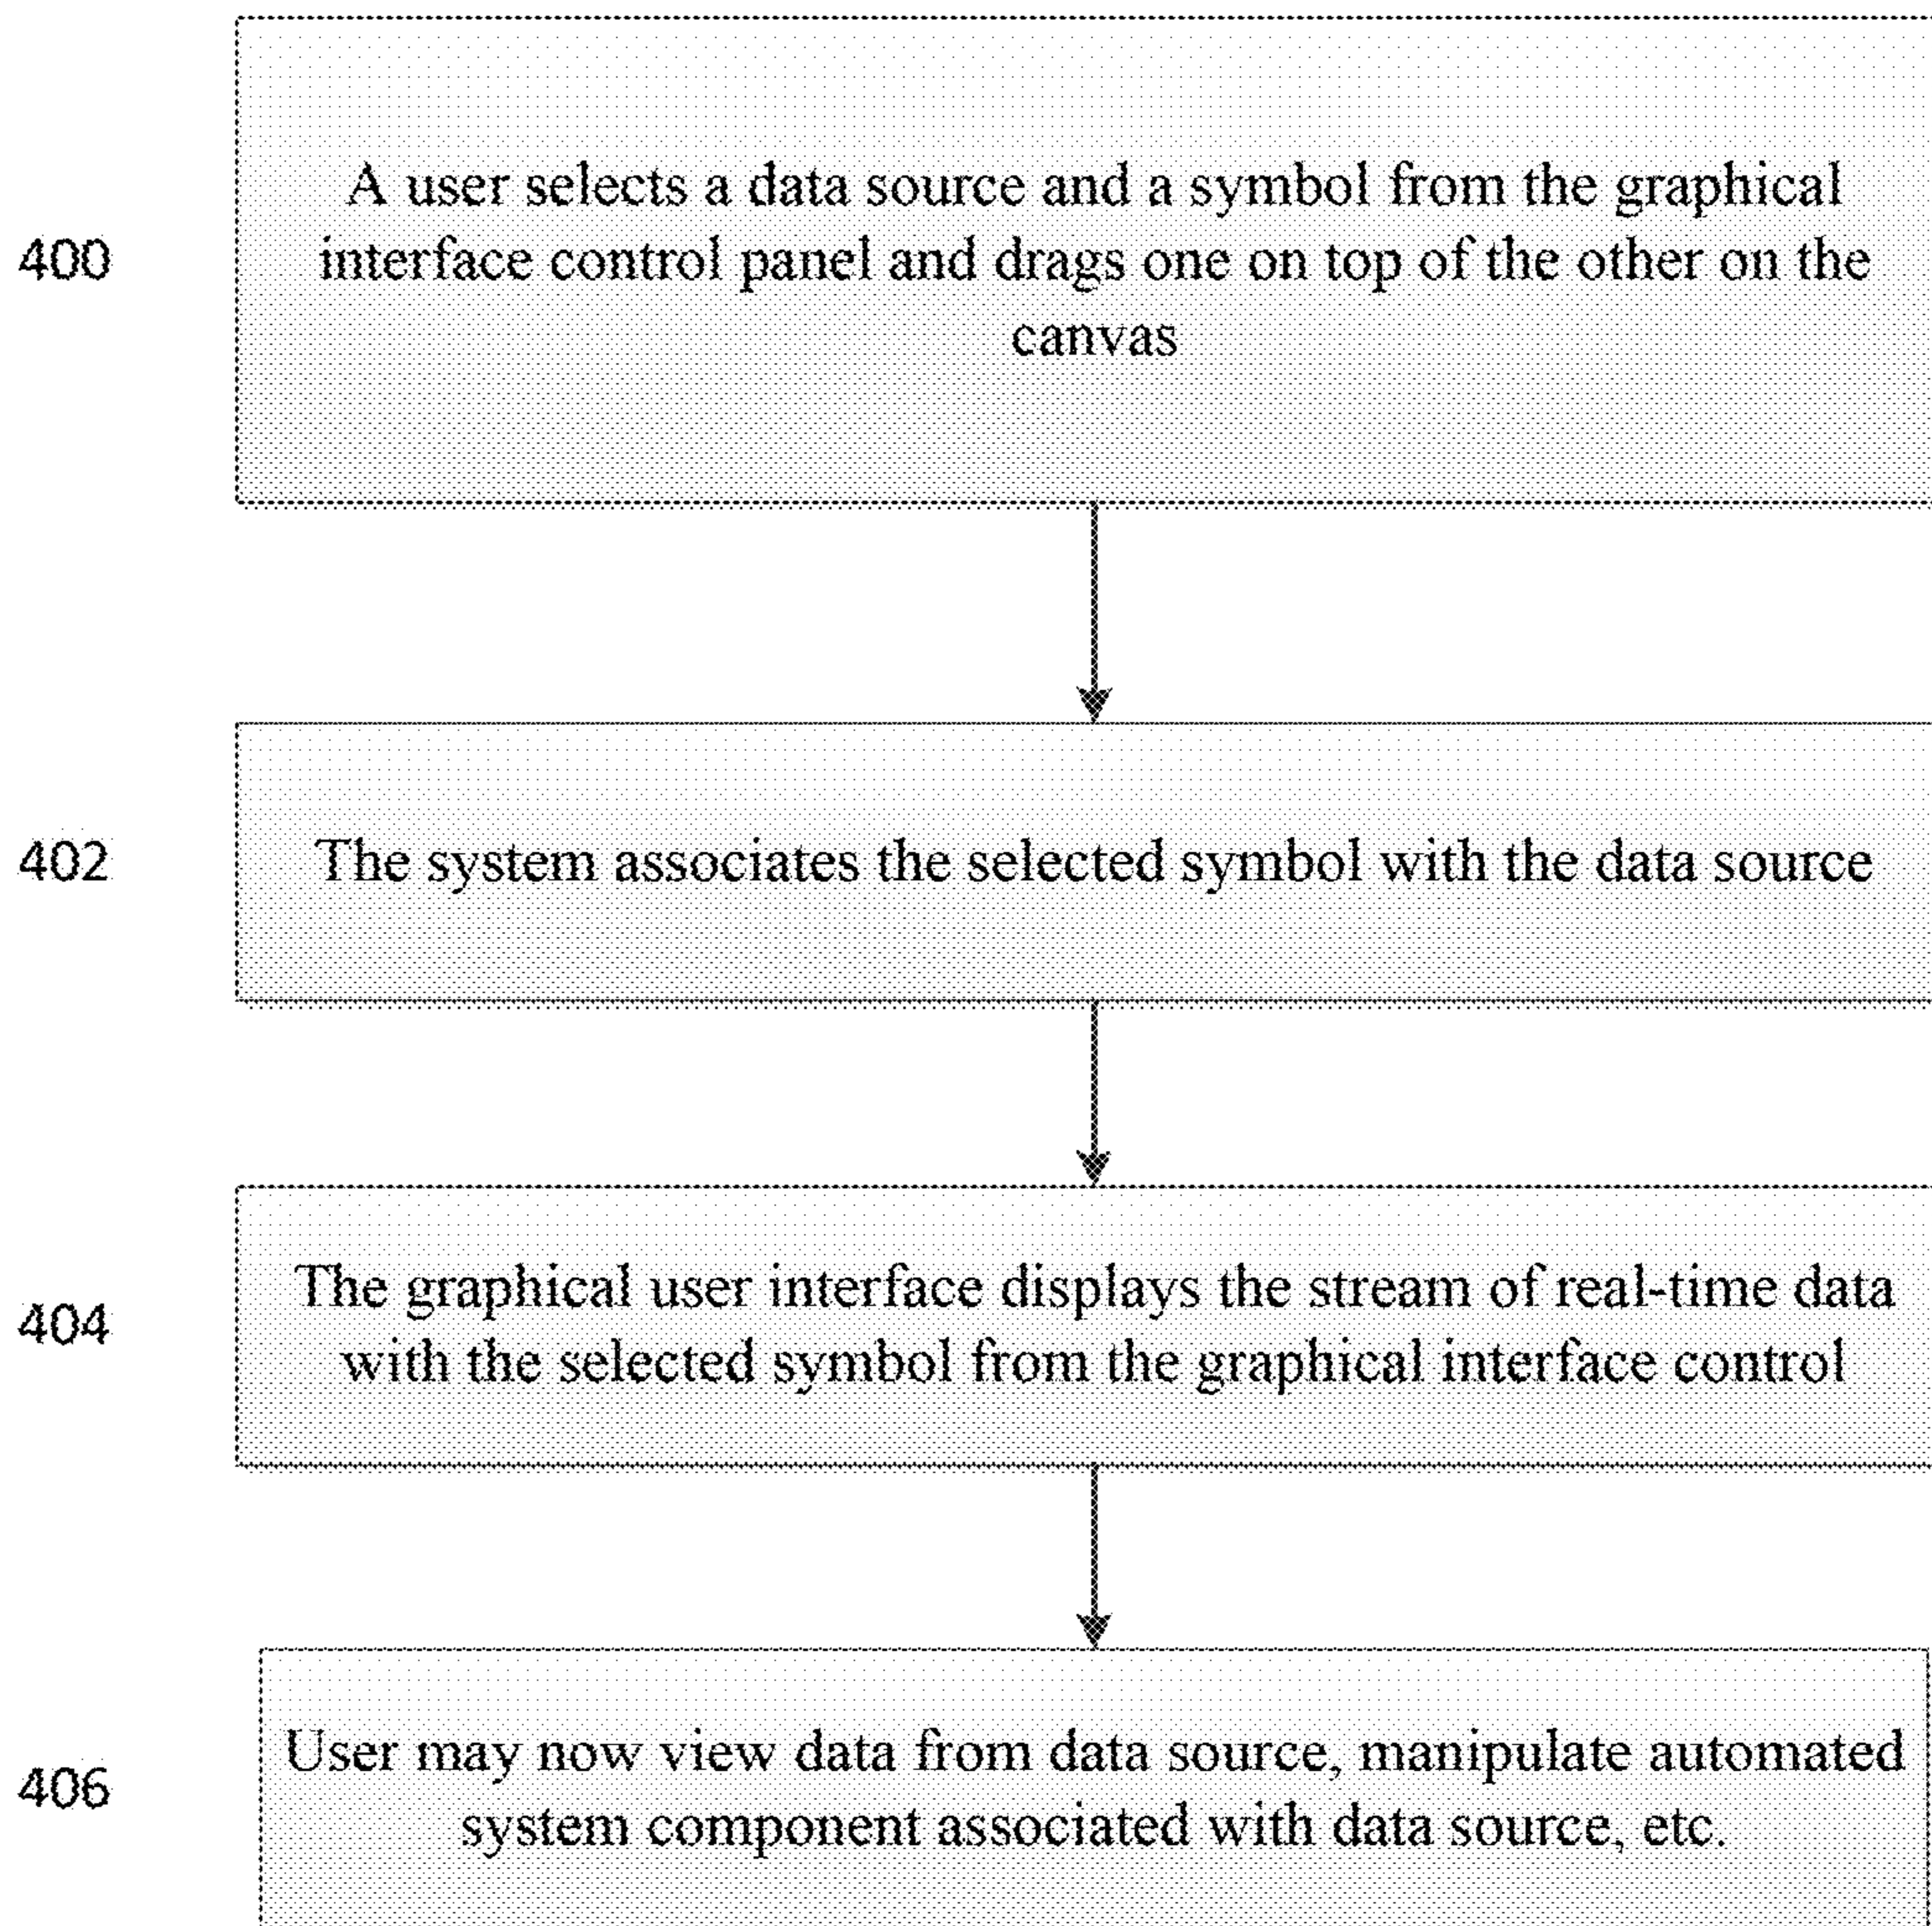 A user selects a data source and a symbol from the graphical
400
interface control panel and drags one on top of the other on the
canvas
402
The system associates the selected symbol with the data source
The graphical user interface displays the stream of real-time data
404
with the selected symbol from the graphical interface control
User may now view data from data source, manipulate automated
406
system component associated with data source, etc.